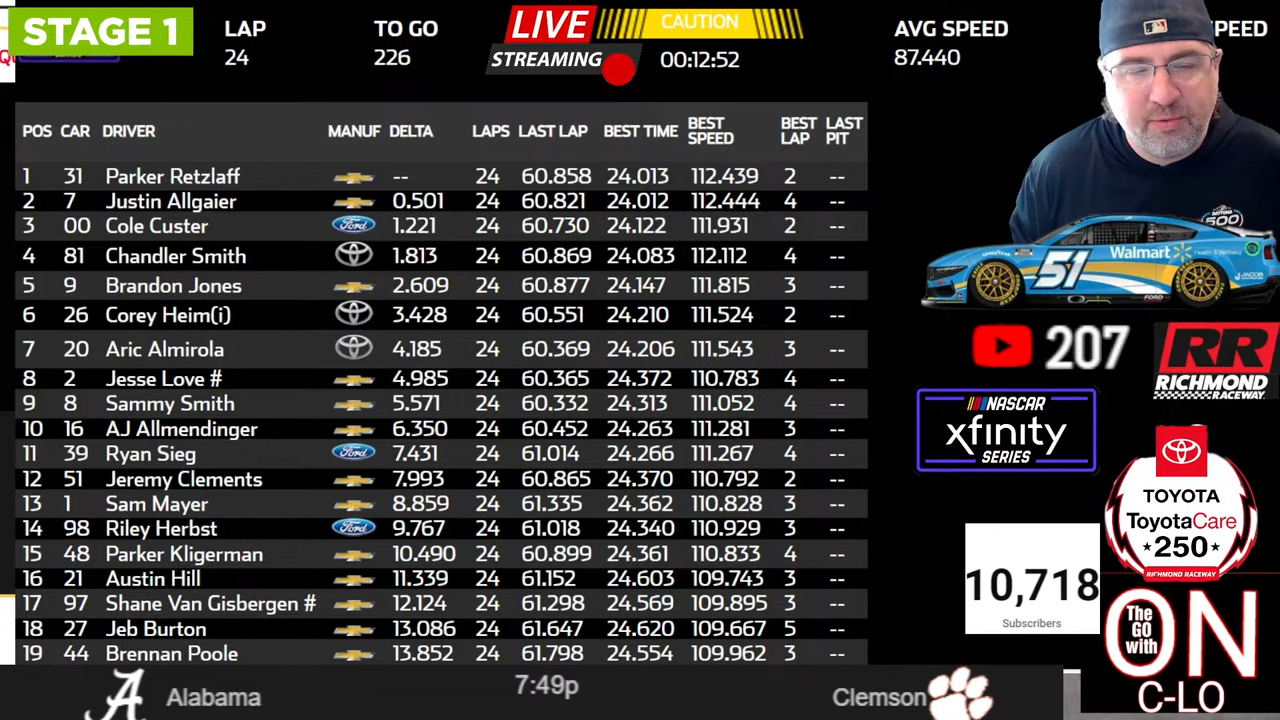 STAGE 1
LAP
TO GO
LIVE
CAUTION
AVG SPEED
PEED
24
226
STREAMING
00:12:52
87.440
POS CAR DRIVER MANUF DELTA LAPS LAST LAP BEST TIME BEST SPEED BEST LAP LAST PIT
1 31 Parker Retzlaff -- 24 60.858 24.013 112.439 2 --
2 7 Justin Allgaier 0.501 24 60.821 24.012 112.444 4 --
3 00 Cole Custer Ford 1.221 24 60.730 24.122 111.931 2 --
4 81 Chandler Smith 1.813 24 60.869 24.083 112.112 4 --
5 9 Brandon Jones 2.609 24 60.877 24.147 111.815 3 --
6 26 Corey Heim(i) 3.428 24 60.551 24.210 111.524 2 --
7 20 Aric Almirola 4.185 24 60.369 24.206 111.543 3 --
8 2 Jesse Love # 4.985 24 60.365 24.372 110.783 4 --
9 8 Sammy Smith 5.571 24 60.332 24.313 111.052 4 --
10 16 AJ Allmendinger 6.350 24 60.452 24.263 111.281 3 --
11 39 Ryan Sieg Ford 7.431 24 61.014 24.266 111.267 4 --
12 51 Jeremy Clements 7.993 24 60.865 24.370 110.792 2 --
13 1 Sam Mayer 8.859 24 61.335 24.362 110.828 3 --
14 98 Riley Herbst Ford 9.767 24 61.018 24.340 110.929 3 --
15 48 Parker Kligerman 10.490 24 60.899 24.361 110.833 4 --
16 21 Austin Hill 11.339 24 61.152 24.603 109.743 3 --
17 97 Shane Van Gisbergen # 12.124 24 61.298 24.569 109.895 3 --
18 27 Jeb Burton 13.086 24 61.647 24.620 109.667 5 --
19 44 Brennan Poole 13.852 24 61.798 24.554 109.962 3 --
500
Walmart
51
FORD
207
RR
RICHMOND
RACEWAY
NASCAR
xfinity
SERIES
TOYOTA
ToyotaCare
250
RICHMOND RACEWAY
10,718
Subscribers
The GO with
ON
C-LO
A Alabama
7:49p
Clemson